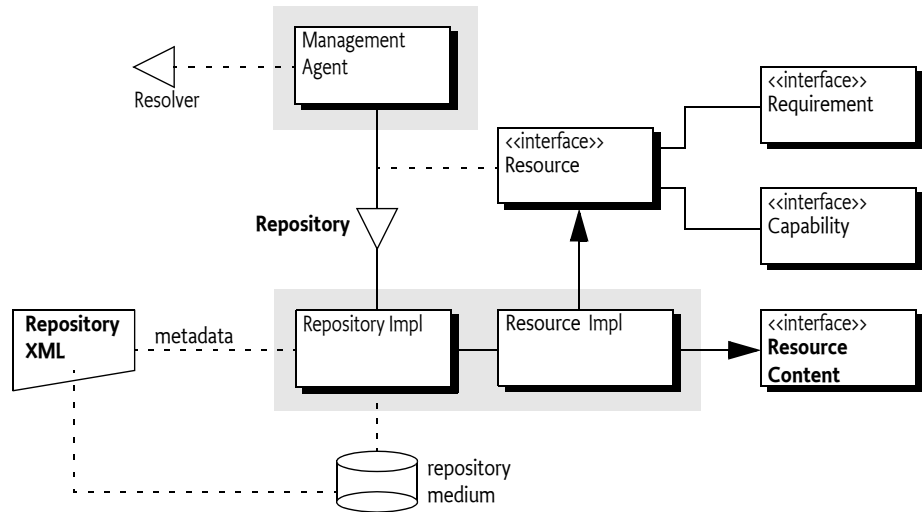 Management
Agent
Resolver
<<interface>>
Requirement
<<interface>>
Resource
<<interface>>
Capability
Repository
Repository
XML
metadata
Repository Impl
Resource Impl
<<interface>>
Resource
Content
repository
medium